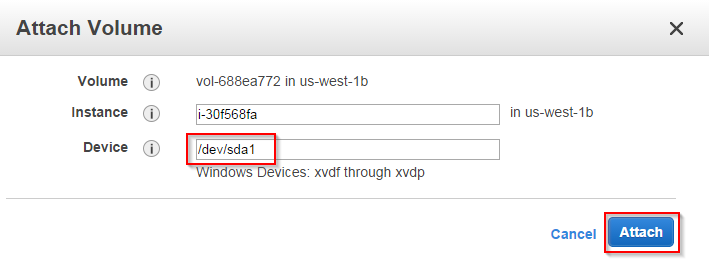 Attach Volume
Volume i vol-688ea772 in us-west-1b
Instance i i-30f568fa in us-west-1b
Device i /dev/sda1
Windows Devices: xvdf through xvdp
Cancel Attach